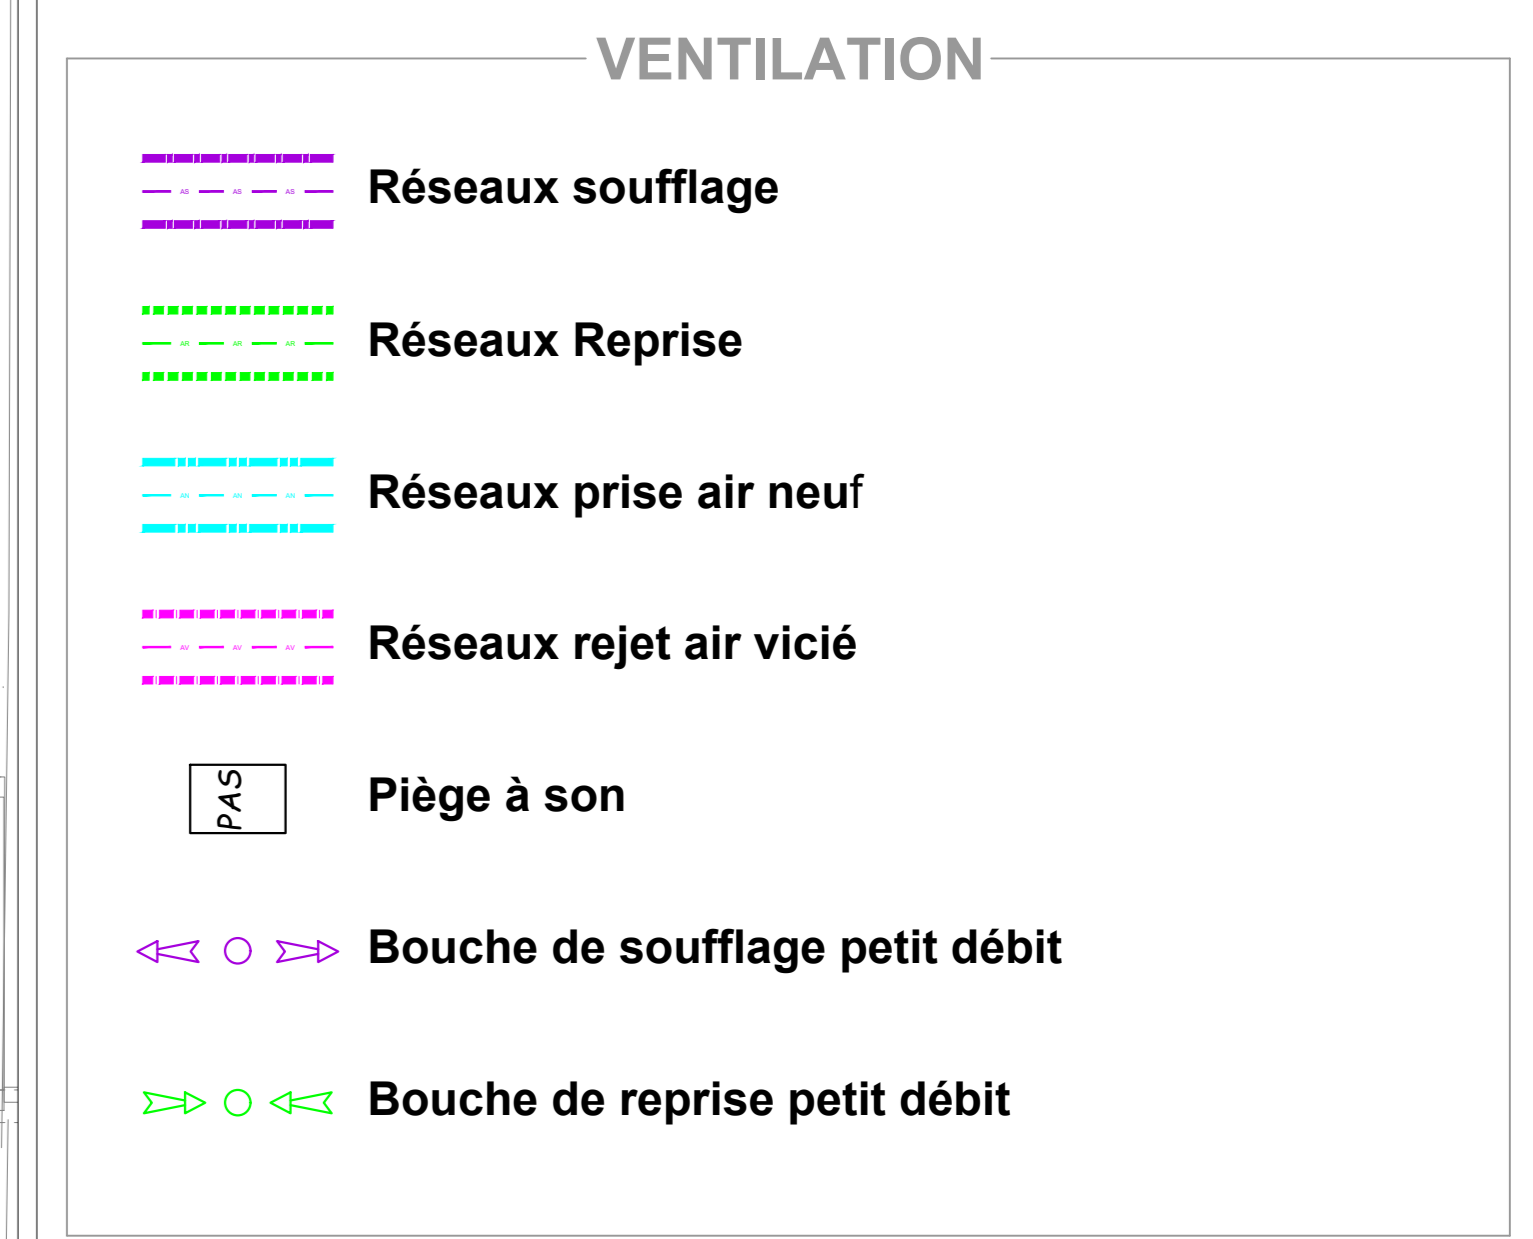 VENTILATION
AS AS AS Réseaux soufflage
AR AR AR Réseaux Reprise
AN AN AN Réseaux prise air neuf
AV AV AV Réseaux rejet air vicié
PAS Piège à son
Bouche de soufflage petit débit
Bouche de reprise petit débit